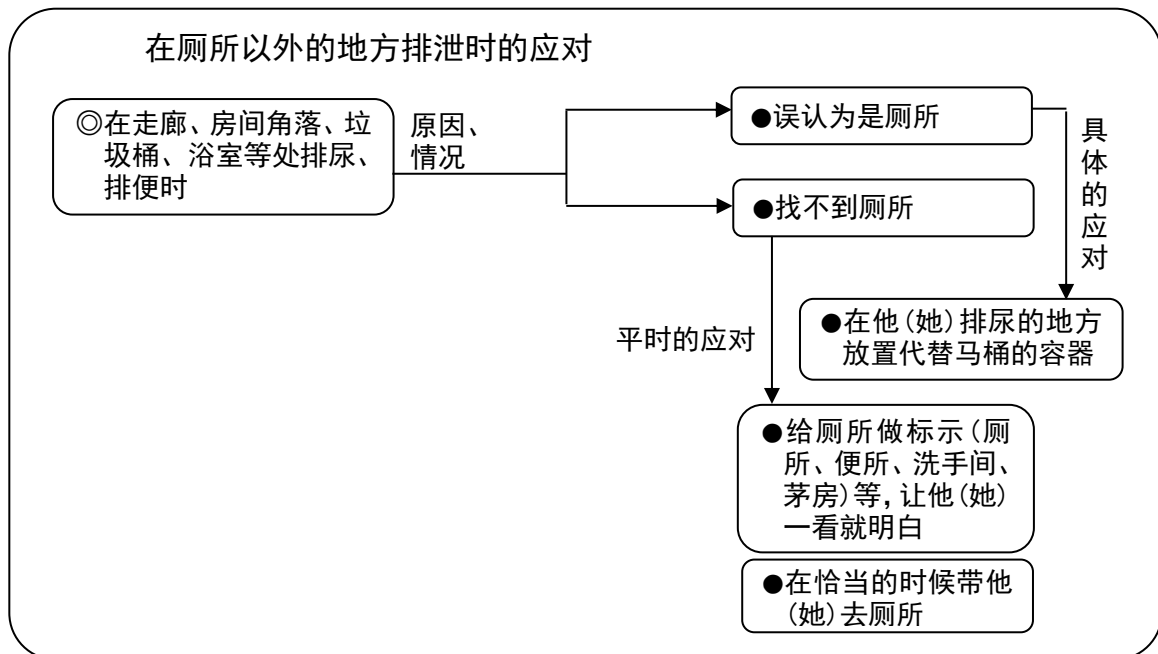 在厕所以外的地方排泄时的应对
◎在走廊、房间角落、垃
圾桶、浴室等处排尿、
排便时
原因、
情况
●误认为是厕所
●找不到厕所
具体的应对
●在他(她)排尿的地方
放置代替马桶的容器
平时的应对
●给厕所做标示(厕
所、便所、洗手间、
茅房)等,让他(她)
一看就明白
●在恰当的时候带他
(她)去厕所